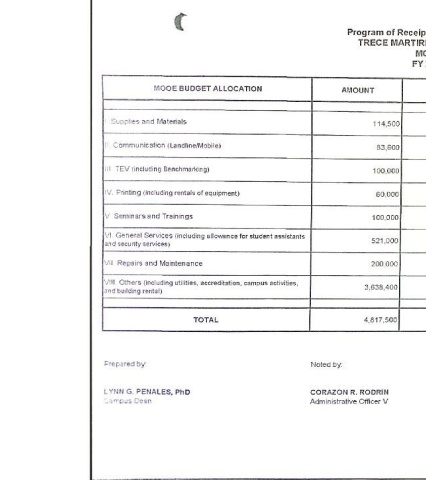 Program of Receip
TRECE MARTIR
MO
FY
MOOE BUDGET ALLOCATION
AMOUNT
I. Supplies and Materials
114,500
II. Communication (Landline/Mobile)
83,600
III. TEV (including Benchmarking)
100,000
IV. Printing (including rentals of equipment)
60,000
V. Seminars and Trainings
100,000
VI. General Services (including allowance for student assistants
and security services)
521,000
VII. Repairs and Maintenance
200,000
VIII. Others (including utilities, accreditation, campus activities,
and building rental)
3,638,400
TOTAL
4,817,500
Prepared by:
Noted by:
LYNN G. PENALES, PhD
CORAZON R. RODRIN
Campus Dean
Administrative Officer V